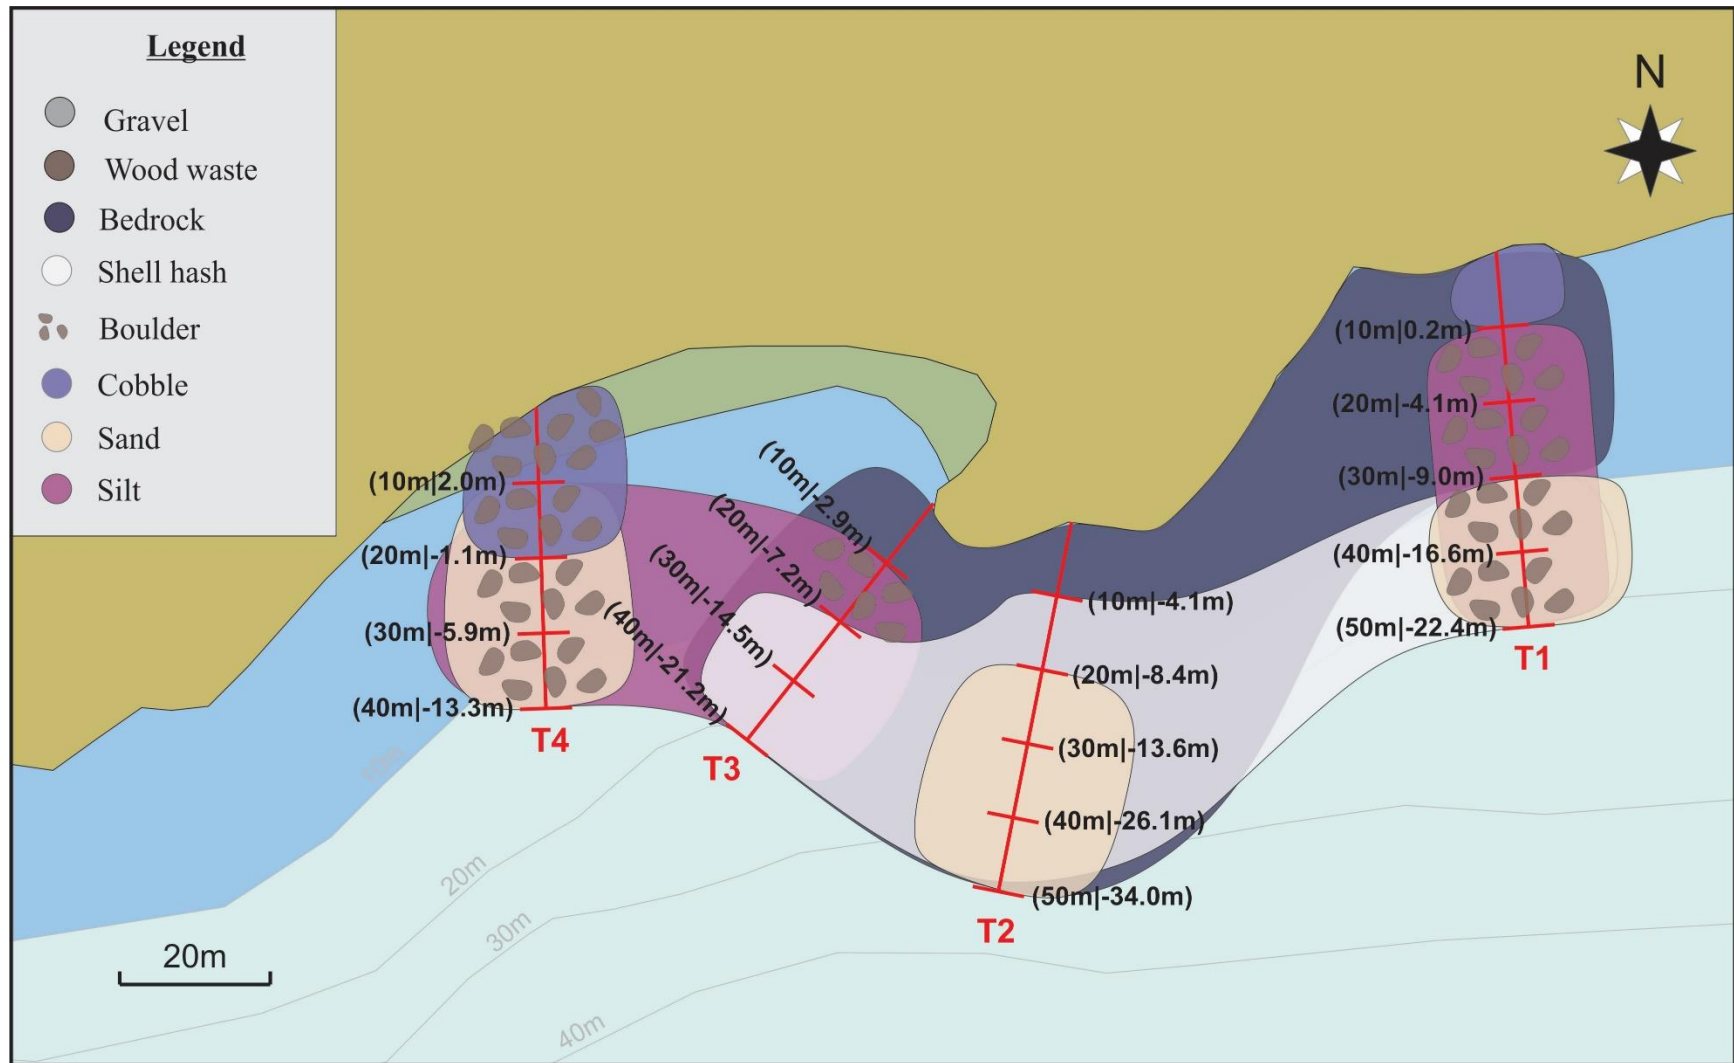 Legend
Gravel
Wood waste
Bedrock
Shell hash
Boulder
Cobble
Sand
Silt
N
(10m|0.2m)
(20m|-4.1m)
(30m|-9.0m)
(40m|-16.6m)
(50m|-22.4m)
T1
(10m|-4.1m)
(20m|-8.4m)
(30m|-13.6m)
(40m|-26.1m)
(50m|-34.0m)
T2
(10m|-2.9m)
(20m|-7.2m)
(30m|-14.5m)
(40m|-21.2m)
T3
(10m|2.0m)
(20m|-1.1m)
(30m|-5.9m)
(40m|-13.3m)
T4
10m
20m
30m
40m
20m